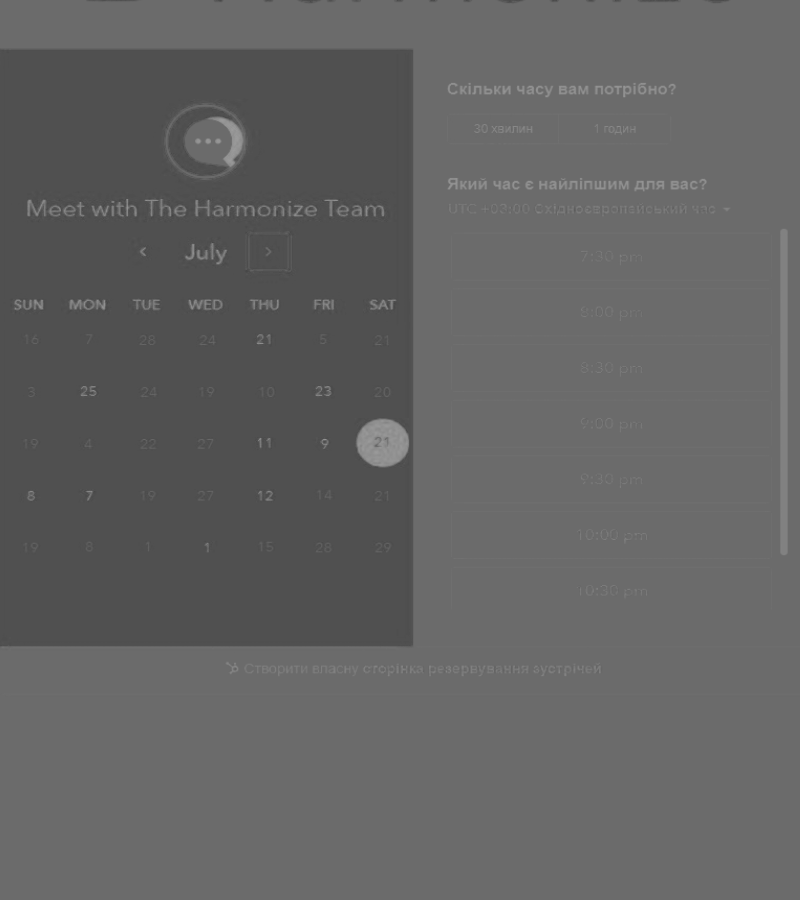 Meet with The Harmonize Team
July
SUN MON TUE WED THU FRI SAT
16 7 28 24 21 5 21
3 25 24 19 10 23 20
19 4 22 27 11 9 21
8 7 19 27 12 14 21
19 8 1 1 15 28 29
Скільки часу вам потрібно?
30 хвилин 1 годин
Який час є найліпшим для вас?
UTC +03:00 Східноєвропейський час
7:30 pm
8:30 pm
9:00 pm
9:30 pm
10:00 pm
10:30 pm
Створити власну сторінка резервування зустрічей